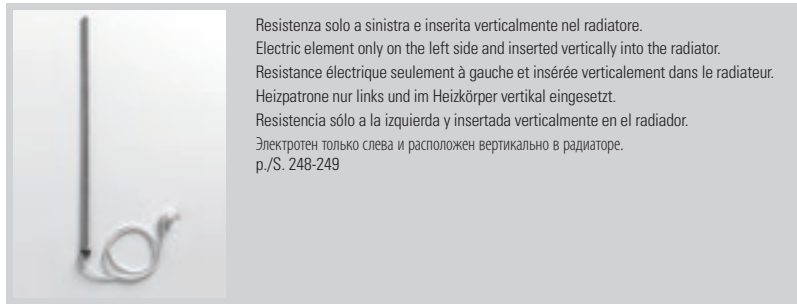 Resistenza solo a sinistra e inserita verticalmente nel radiatore.
Electric element only on the left side and inserted vertically into the radiator.
Resistance électrique seulement à gauche et insérée verticalement dans le radiateur.
Heizpatrone nur links und im Heizkörper vertikal eingesetzt.
Resistencia sólo a la izquierda y insertada verticalmente en el radiador.
Электротен только слева и расположен вертикально в радиаторе.
p./S. 248-249